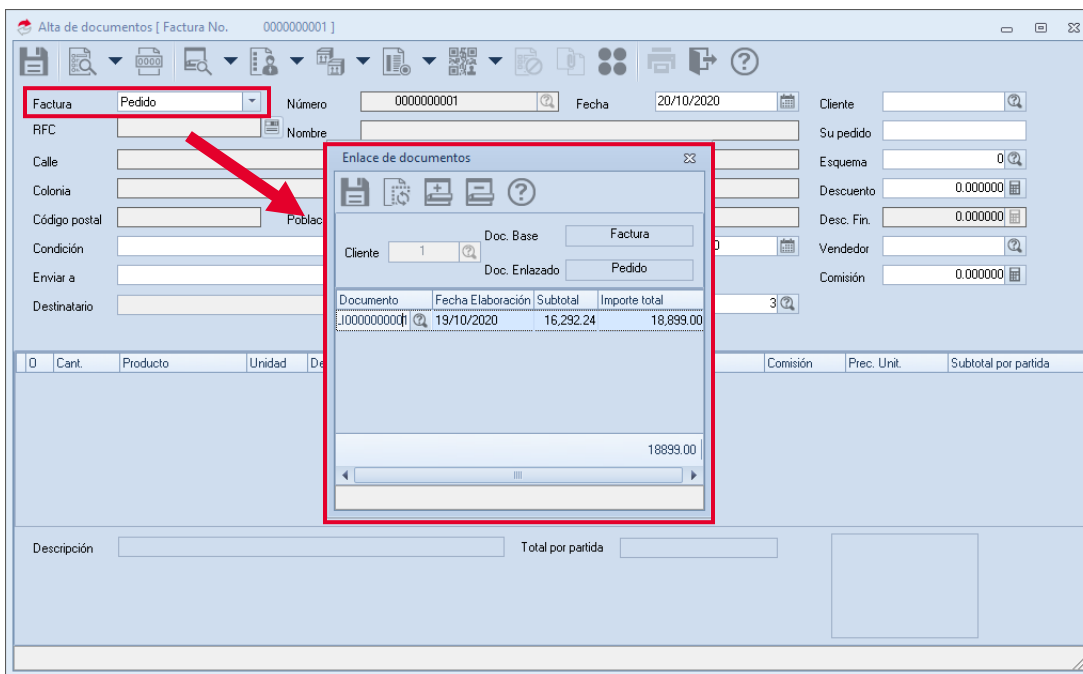 Alta de documentos [ Factura No. 0000000001 ]
Factura Pedido Número 0000000001 Fecha 20/10/2020 Cliente
RFC Nombre Su pedido
Calle Esquema 0
Colonia Descuento 0.000000
Código postal Poblac Desc. Fin. 0.000000
Condición Vendedor
Enviar a Comisión 0.000000
Destinatario 3
Enlace de documentos
Doc. Base Factura
Cliente 1
Doc. Enlazado Pedido
Documento Fecha Elaboración Subtotal Importe total
19/10/2020 16,292.24 18,899.00
18899.00
O Cant. Producto Unidad De Comisión Prec. Unit. Subtotal por partida
Descripción Total por partida